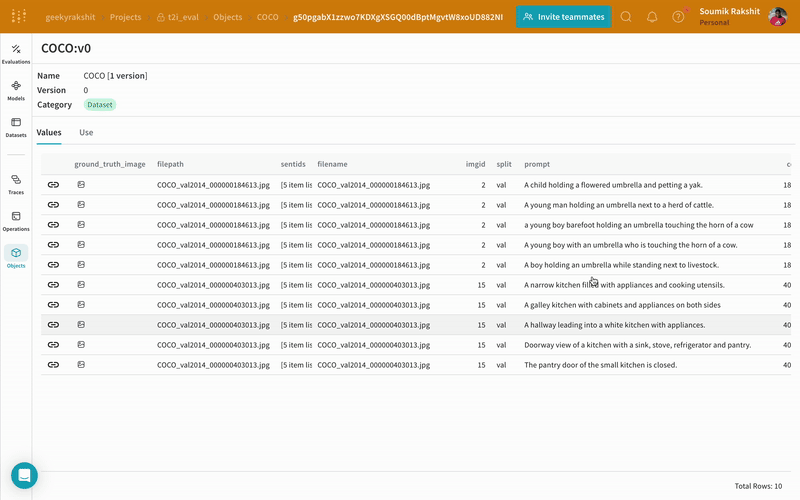 geekyrakshit Projects t2i_eval Objects COCO g50pgabX1zzwo7KDXgXSGQ00dBptMgvtW8xoUD882NI Invite teammates Soumik Rakshit
Personal
Evaluations
Models
Datasets
Traces
Operations
Objects
COCO:v0
Name COCO [1 version]
Version 0
Category Dataset
Values Use
ground_truth_image filepath sentids filename imgid split prompt
COCO_val2014_000000184613.jpg [5 item lis COCO_val2014_000000184613.jpg 2 val A child holding a flowered umbrella and petting a yak. 18
COCO_val2014_000000184613.jpg [5 item lis COCO_val2014_000000184613.jpg 2 val A young man holding an umbrella next to a herd of cattle. 18
COCO_val2014_000000184613.jpg [5 item lis COCO_val2014_000000184613.jpg 2 val a young boy barefoot holding an umbrella touching the horn of a cow 18
COCO_val2014_000000184613.jpg [5 item lis COCO_val2014_000000184613.jpg 2 val A young boy with an umbrella who is touching the horn of a cow. 18
COCO_val2014_000000184613.jpg [5 item lis COCO_val2014_000000184613.jpg 2 val A boy holding an umbrella while standing next to livestock. 18
COCO_val2014_000000403013.jpg [5 item lis COCO_val2014_000000403013.jpg 15 val A narrow kitchen filled with appliances and cooking utensils. 40
COCO_val2014_000000403013.jpg [5 item lis COCO_val2014_000000403013.jpg 15 val A galley kitchen with cabinets and appliances on both sides 40
COCO_val2014_000000403013.jpg [5 item lis COCO_val2014_000000403013.jpg 15 val A hallway leading into a white kitchen with appliances. 40
COCO_val2014_000000403013.jpg [5 item lis COCO_val2014_000000403013.jpg 15 val Doorway view of a kitchen with a sink, stove, refrigerator and pantry. 40
COCO_val2014_000000403013.jpg [5 item lis COCO_val2014_000000403013.jpg 15 val The pantry door of the small kitchen is closed. 40
Total Rows: 10